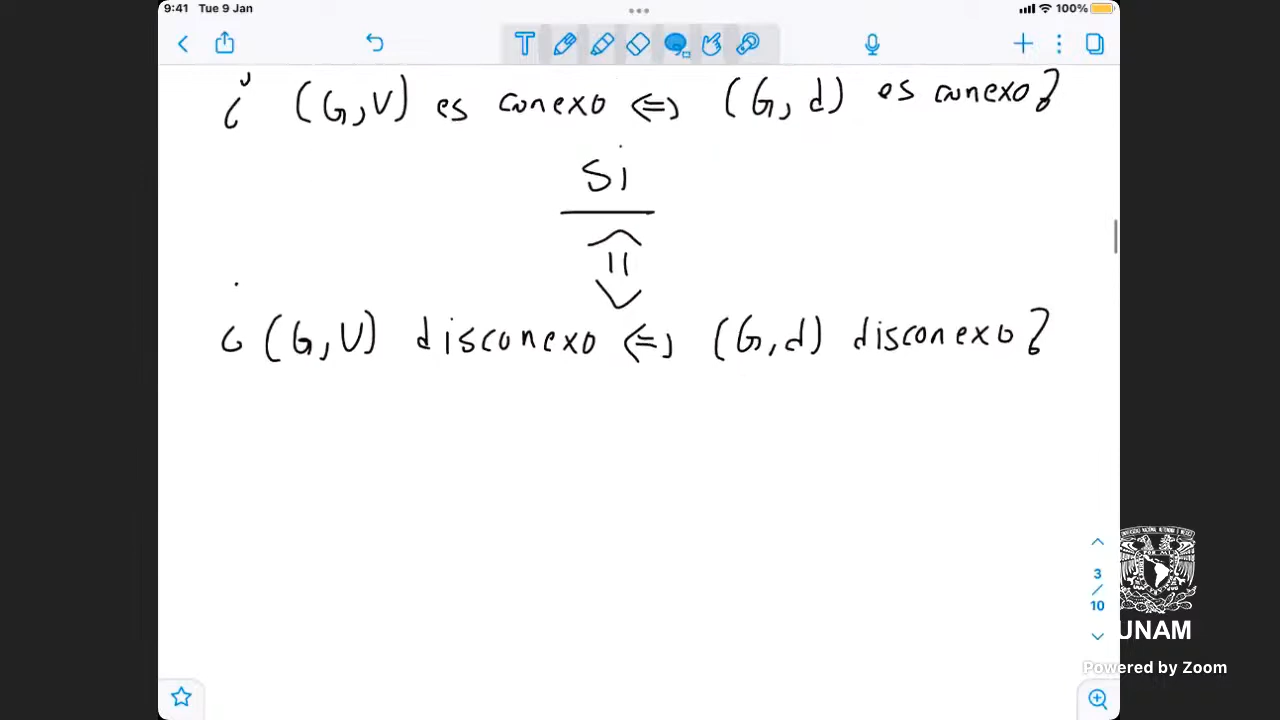 9:41 Tue 9 Jan 100%
¿ (G,V) es conexo ⇔ (G,d) es conexo?
Si
⇕
¿ (G,V) disconexo ⇔ (G,d) disconexo?
3
/
10
UNAM
Powered by Zoom